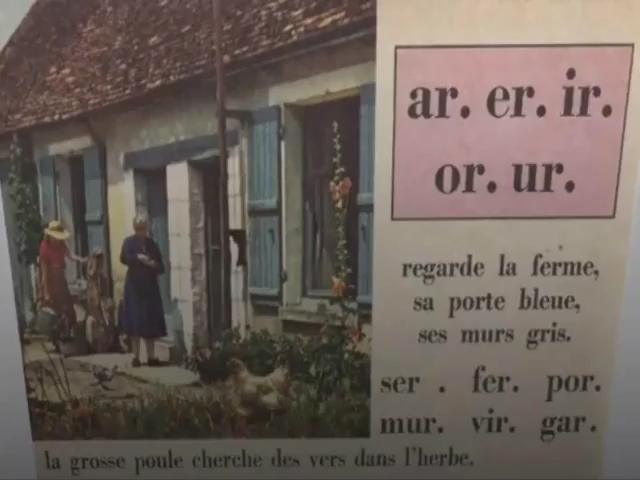 ar. er. ir.
or. ur.
regarde la ferme,
sa porte bleue,
ses murs gris.
ser . fer. por.
mur. vir. gar.
la grosse poule cherche des vers dans l'herbe.